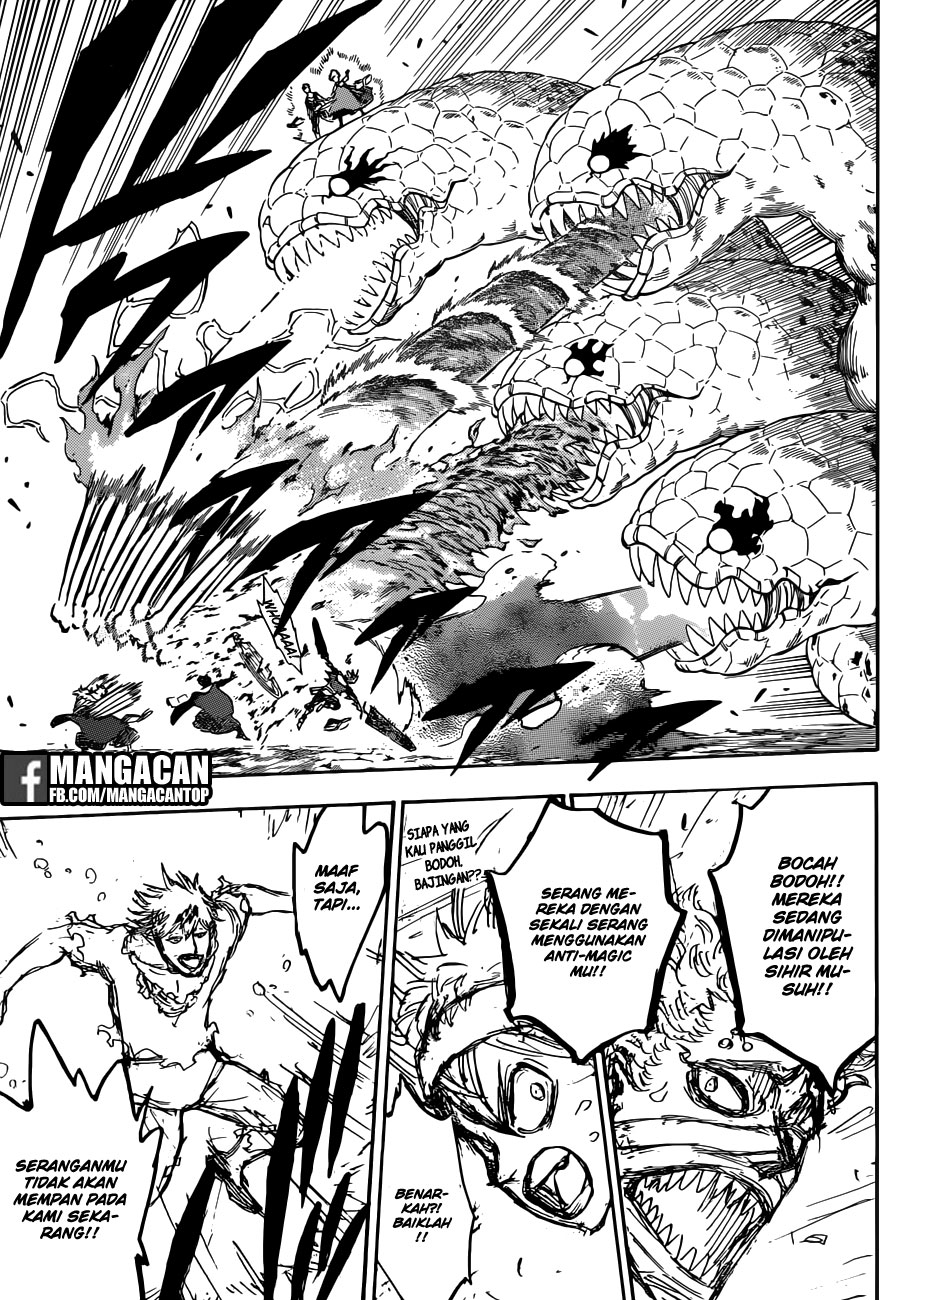 WHOAAA!
MANGACAN
FB.COM/MANGACANTOP
BOCAH
BODOH!!
MEREKA
SEDANG
DIMANIPU-
LASI OLEH
SIHIR MU-
SUH!!
SERANG ME-
REKA DENGAN
SEKALI SERANG
MENGGUNAKAN
ANTI-MAGIC
MU!!
SIAPA YANG
KAU PANGGIL
BODOH,
BAJINGAN??
BENAR-
KAH?!
BAIKLAH
!!
MAAF
SAJA,
TAPI...
SERANGANMU
TIDAK AKAN
MEMPAN PADA
KAMI SEKA-
RANG!!